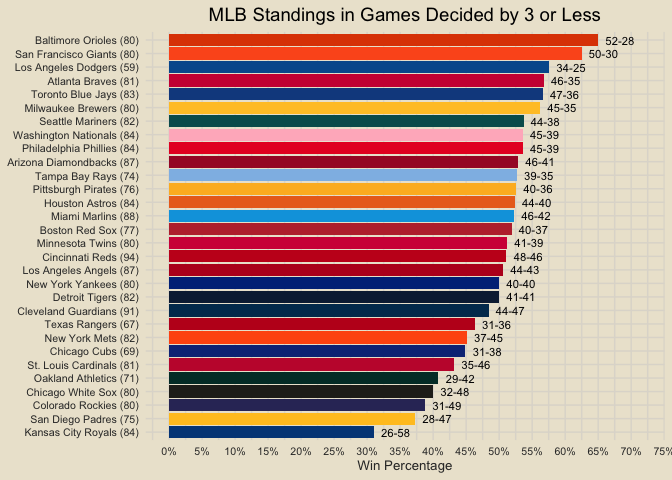 MLB Standings in Games Decided by 3 or Less
Baltimore Orioles (80) 52-28
San Francisco Giants (80) 50-30
Los Angeles Dodgers (59) 34-25
Atlanta Braves (81) 46-35
Toronto Blue Jays (83) 47-36
Milwaukee Brewers (80) 45-35
Seattle Mariners (82) 44-38
Washington Nationals (84) 45-39
Philadelphia Phillies (84) 45-39
Arizona Diamondbacks (87) 46-41
Tampa Bay Rays (74) 39-35
Pittsburgh Pirates (76) 40-36
Houston Astros (84) 44-40
Miami Marlins (88) 46-42
Boston Red Sox (77) 40-37
Minnesota Twins (80) 41-39
Cincinnati Reds (94) 48-46
Los Angeles Angels (87) 44-43
New York Yankees (80) 40-40
Detroit Tigers (82) 41-41
Cleveland Guardians (91) 44-47
Texas Rangers (67) 31-36
New York Mets (82) 37-45
Chicago Cubs (69) 31-38
St. Louis Cardinals (81) 35-46
Oakland Athletics (71) 29-42
Chicago White Sox (80) 32-48
Colorado Rockies (80) 31-49
San Diego Padres (75) 28-47
Kansas City Royals (84) 26-58
0% 5% 10% 15% 20% 25% 30% 35% 40% 45% 50% 55% 60% 65% 70% 75%
Win Percentage